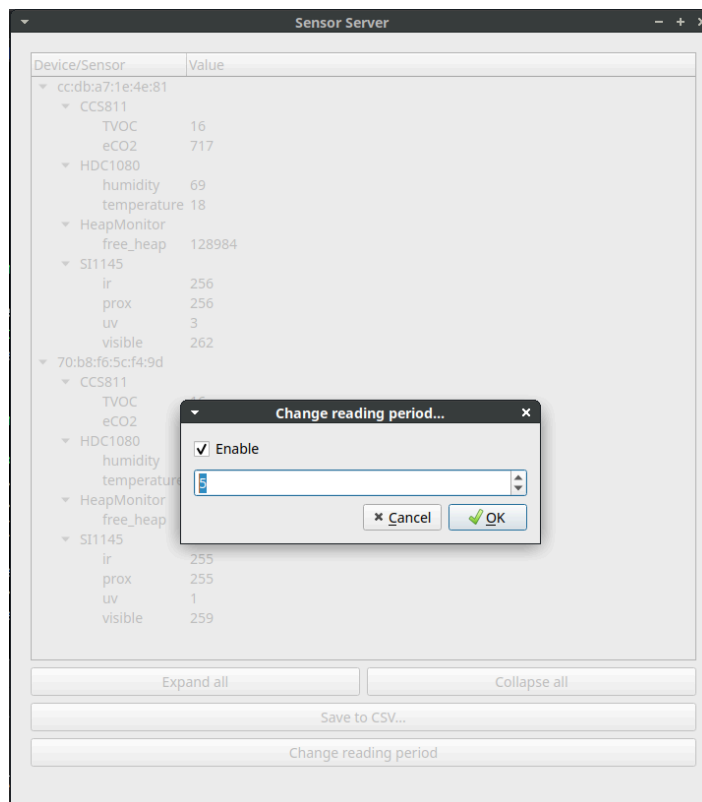 Sensor Server
Device/Sensor Value
cc:db:a7:1e:4e:81
CCS811
TVOC 16
eCO2 717
HDC1080
humidity 69
temperature 18
HeapMonitor
free_heap 128984
SI1145
ir 256
prox 256
uv 3
visible 262
70:b8:f6:5c:f4:9d
CCS811
TVOC
eCO2
HDC1080
humidity
temperature
HeapMonitor
free_heap
SI1145
ir 255
prox 255
uv 1
visible 259
Change reading period...
Enable
5
Cancel OK
Expand all Collapse all
Save to CSV...
Change reading period